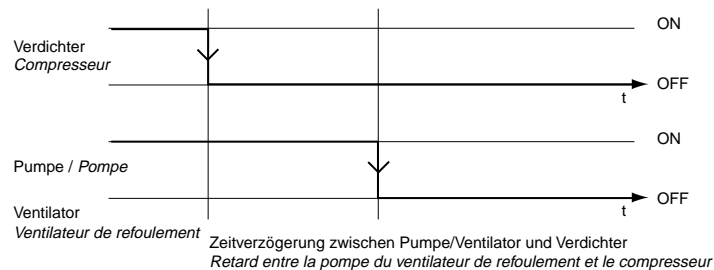 ON
Verdichter
Compresseur
OFF
t
ON
Pumpe / Pompe
OFF
t
Ventilator
Ventilateur de refoulement
Zeitverzögerung zwischen Pumpe/Ventilator und Verdichter
Retard entre la pompe du ventilateur de refoulement et le compresseur